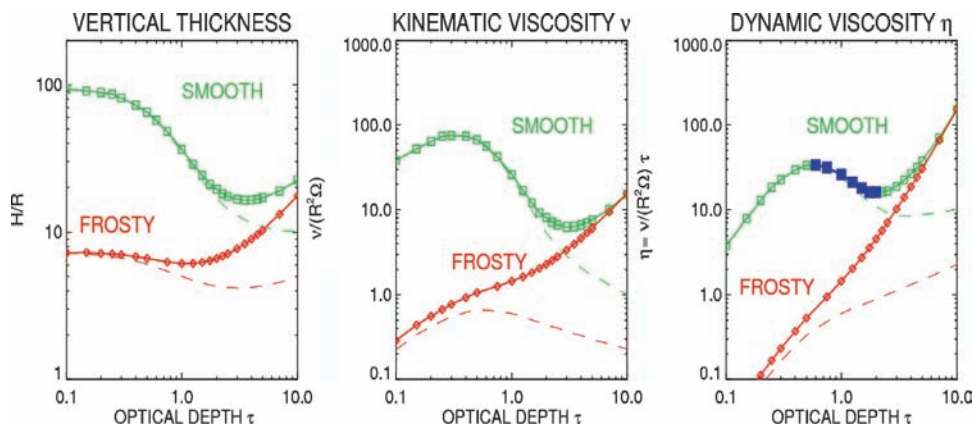 VERTICAL THICKNESS
H/R
100
10
1
SMOOTH
FROSTY
0.1 1.0 10.0
OPTICAL DEPTH τ
KINEMATIC VISCOSITY ν
ν/(R²Ω)
1000.0
100.0
10.0
1.0
0.1
SMOOTH
FROSTY
0.1 1.0 10.0
OPTICAL DEPTH τ
DYNAMIC VISCOSITY η
η= ν/(R²Ω) τ
1000.0
100.0
10.0
1.0
0.1
SMOOTH
FROSTY
0.1 1.0 10.0
OPTICAL DEPTH τ